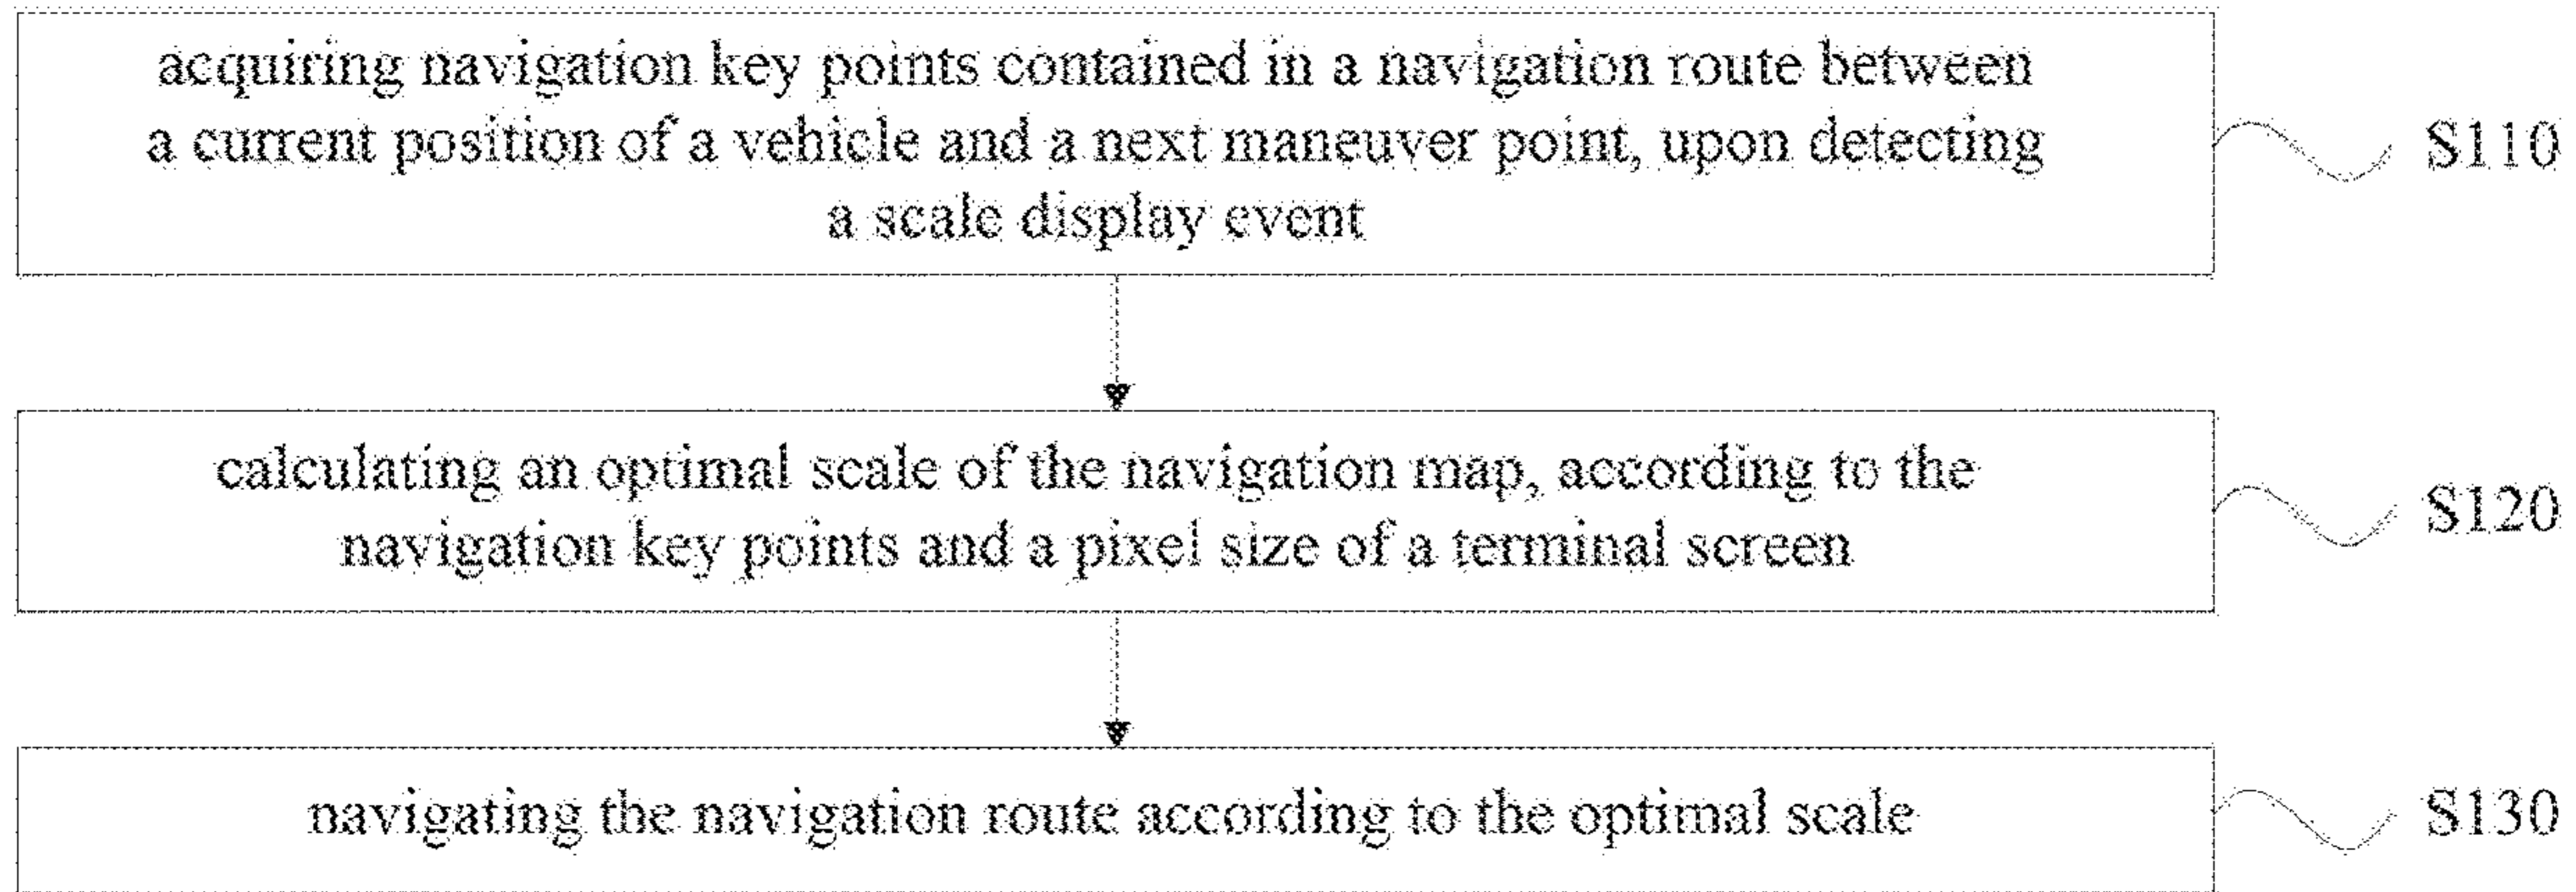 acquiring navigation key points contained in a navigation route between
a current position of a vehicle and a next maneuver point, upon detecting
a scale display event
S110
calculating an optimal scale of the navigation map, according to the
navigation key points and a pixel size of a terminal screen
S120
navigating the navigation route according to the optimal scale
S130